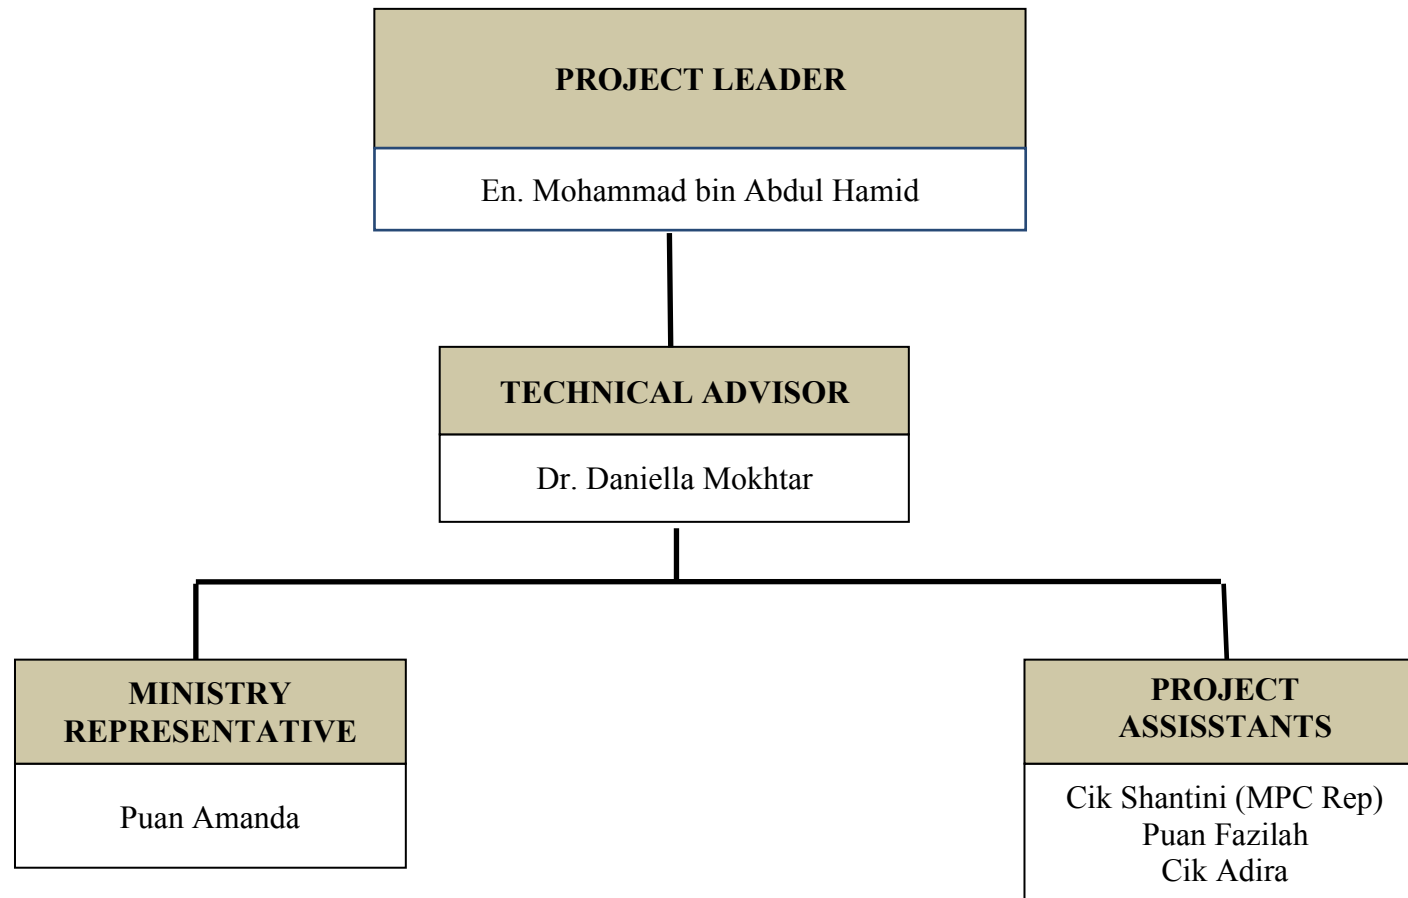 PROJECT LEADER
En. Mohammad bin Abdul Hamid
TECHNICAL ADVISOR
Dr. Daniella Mokhtar
MINISTRY
REPRESENTATIVE
Puan Amanda
PROJECT
ASSISSTANTS
Cik Shantini (MPC Rep)
Puan Fazilah
Cik Adira